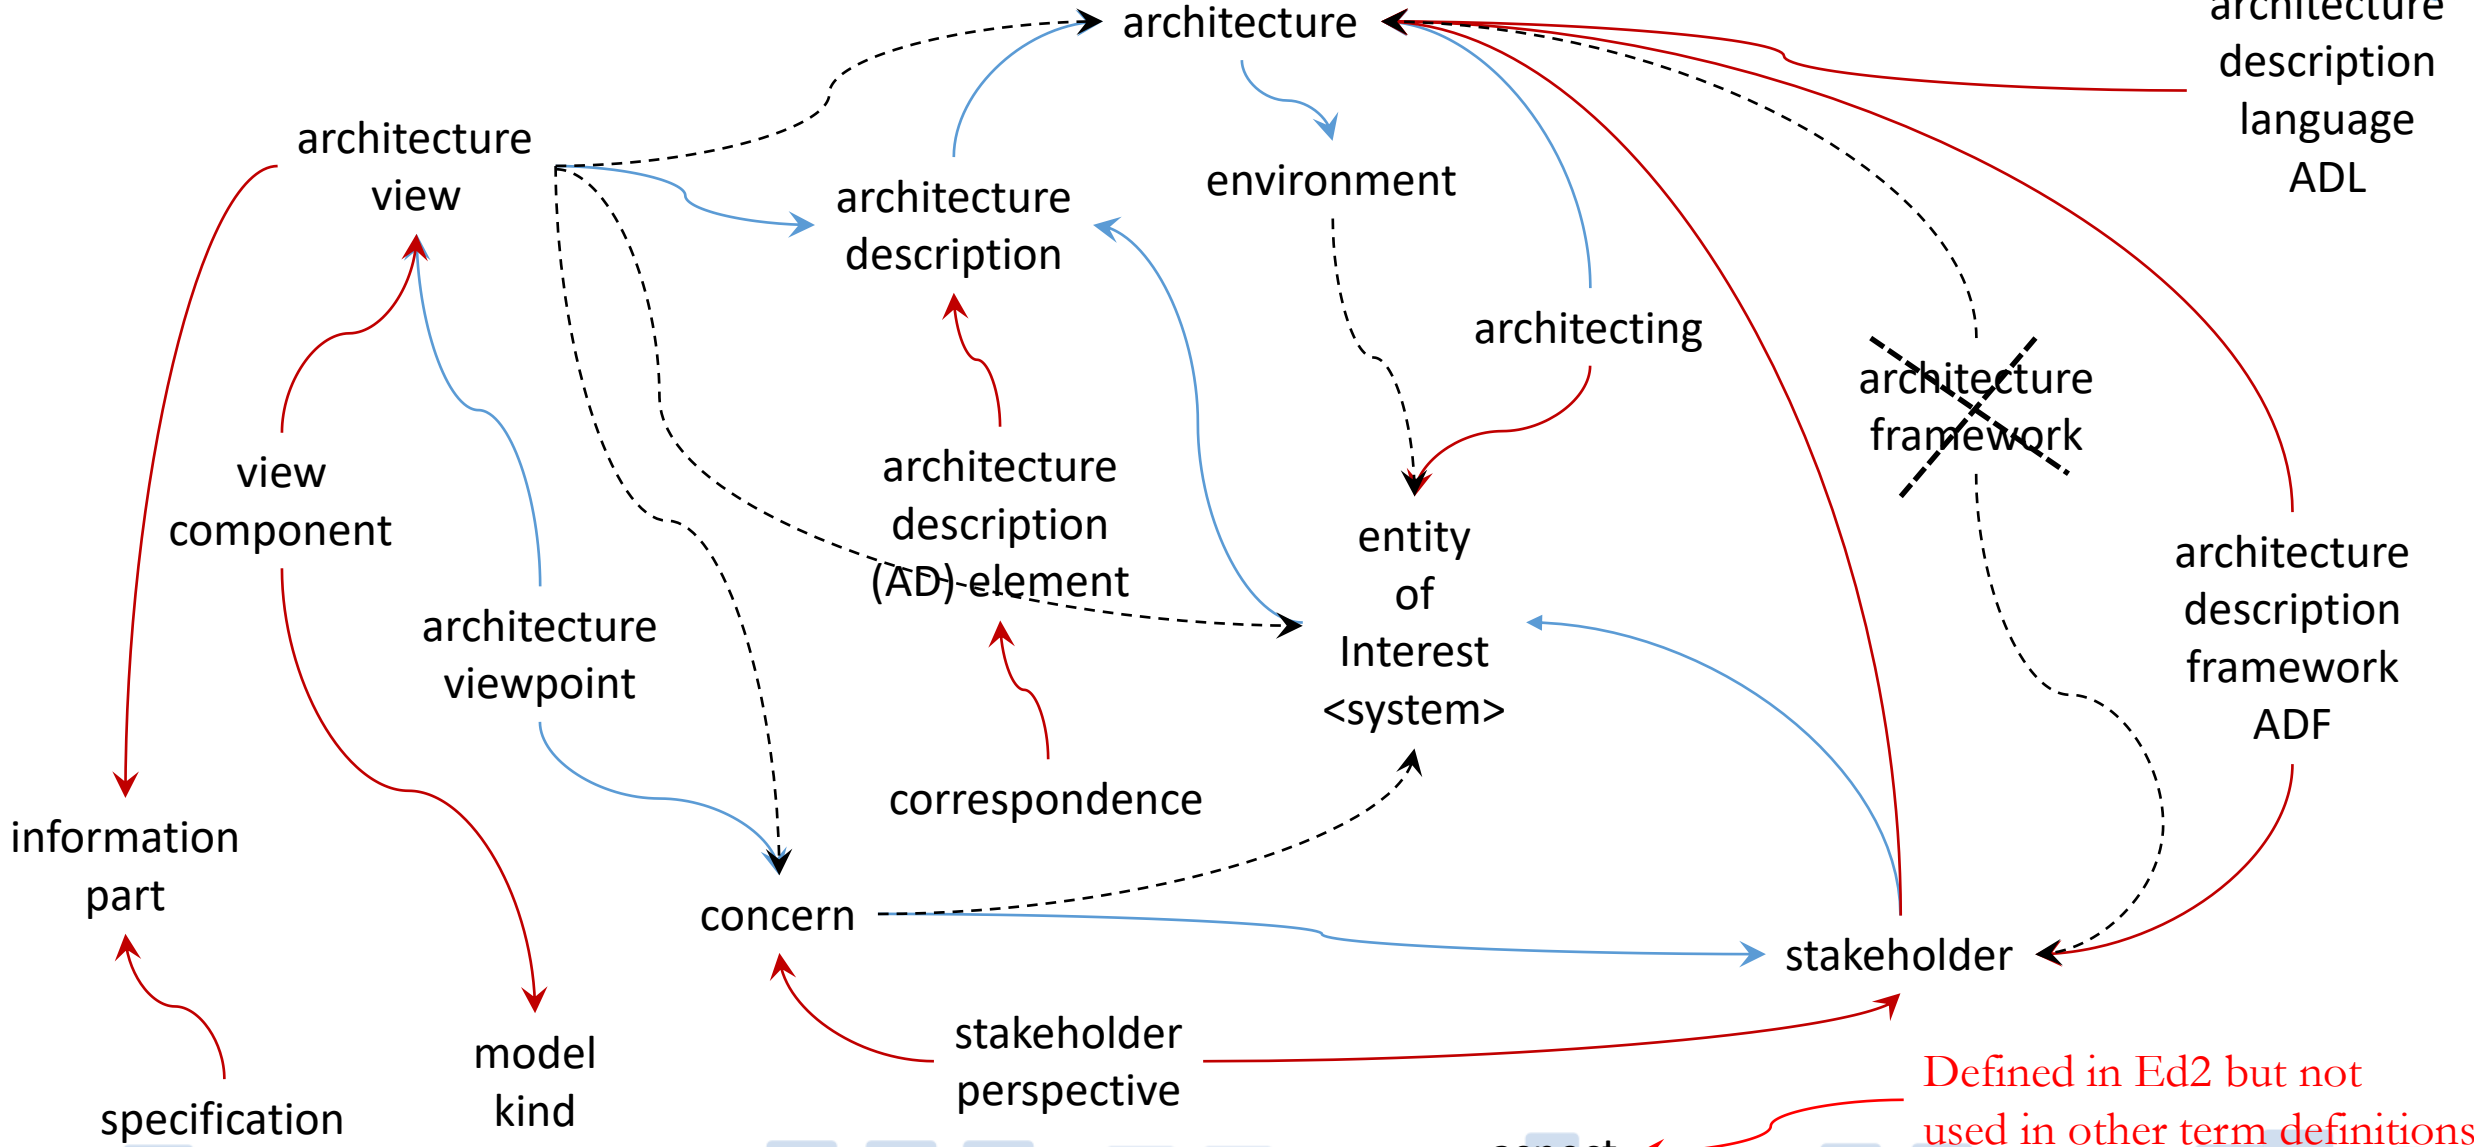 architecture
architecture
description
language
ADL
architecture
view
architecture
description
environment
architecting
architecture
framework
view
component
architecture
description
(AD) element
entity
of
Interest
<system>
architecture
description
framework
ADF
architecture
viewpoint
correspondence
information
part
concern
stakeholder
stakeholder
perspective
model
kind
specification
Defined in Ed2 but not
used in other term definitions
aspect